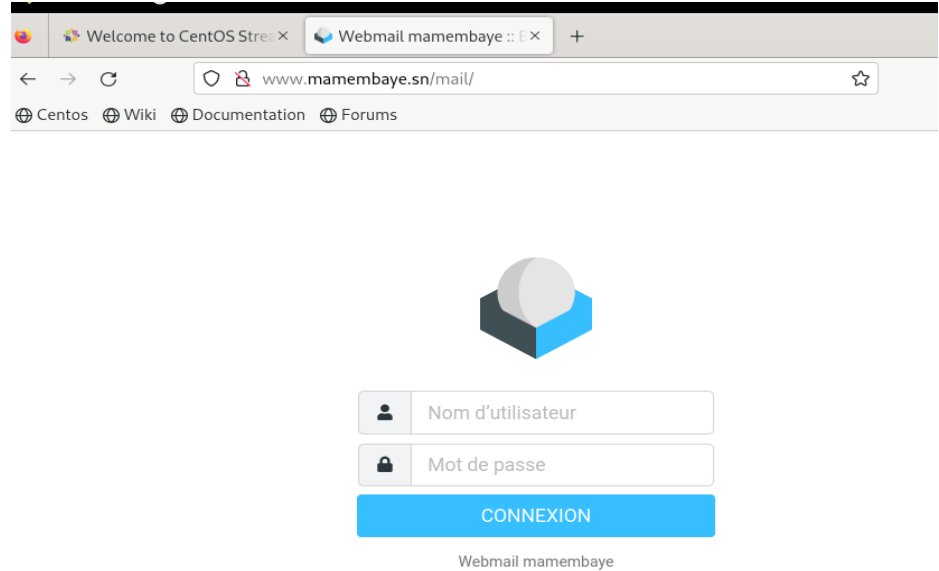 Welcome to CentOS Strea
Webmail mamembaye :: B
www.mamembaye.sn/mail/
Centos Wiki Documentation Forums
Nom d’utilisateur
Mot de passe
CONNEXION
Webmail mamembaye